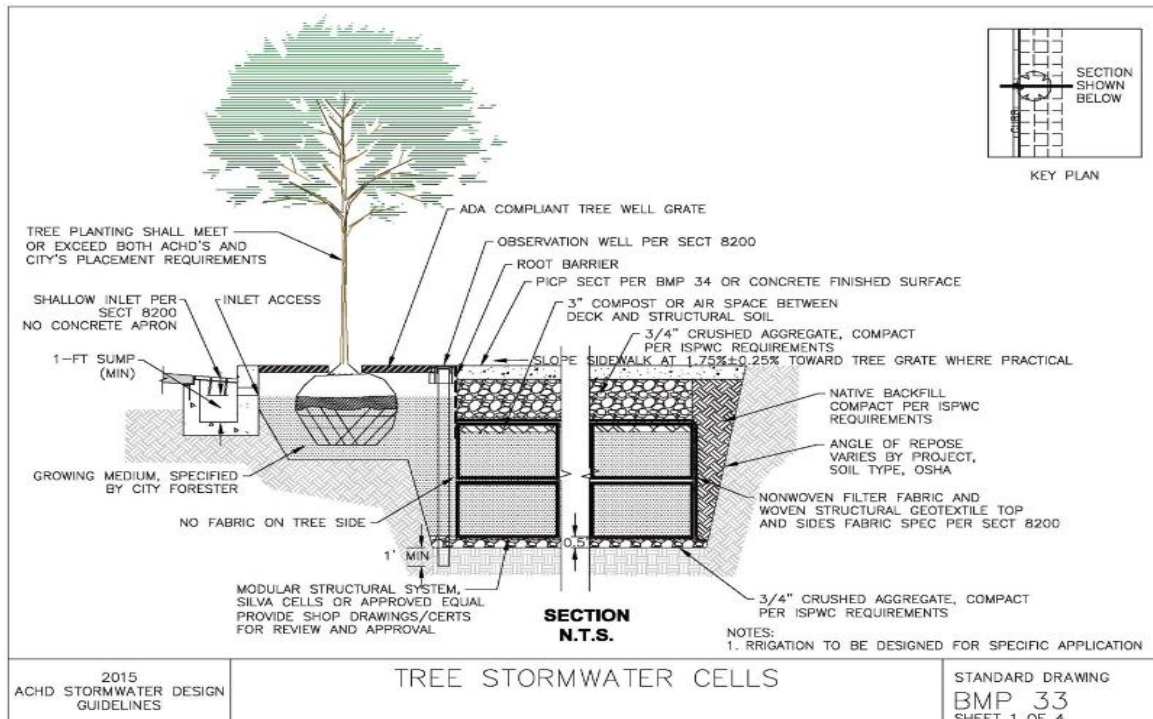 SECTION
SHOWN
BELOW
CURB
KEY PLAN
ADA COMPLIANT TREE WELL GRATE
TREE PLANTING SHALL MEET
OR EXCEED BOTH ACHD'S AND
CITY'S PLACEMENT REQUIREMENTS
OBSERVATION WELL PER SECT 8200
ROOT BARRIER
PICP SECT PER BMP 34 OR CONCRETE FINISHED SURFACE
SHALLOW INLET PER
SECT 8200
NO CONCRETE APRON
INLET ACCESS
3" COMPOST OR AIR SPACE BETWEEN
DECK AND STRUCTURAL SOIL
3/4" CRUSHED AGGREGATE, COMPACT
PER ISPWC REQUIREMENTS
1-FT SUMP
(MIN)
SLOPE SIDEWALK AT 1.75%±0.25% TOWARD TREE GRATE WHERE PRACTICAL
NATIVE BACKFILL
COMPACT PER ISPWC
REQUIREMENTS
ANGLE OF REPOSE
VARIES BY PROJECT,
SOIL TYPE, OSHA
GROWING MEDIUM, SPECIFIED
BY CITY FORESTER
NONWOVEN FILTER FABRIC AND
WOVEN STRUCTURAL GEOTEXTILE TOP
AND SIDES FABRIC SPEC PER SECT 8200
NO FABRIC ON TREE SIDE
0.5'
1' MIN
MODULAR STRUCTURAL SYSTEM,
SILVA CELLS OR APPROVED EQUAL
PROVIDE SHOP DRAWINGS/CERTS
FOR REVIEW AND APPROVAL
3/4" CRUSHED AGGREGATE, COMPACT
PER ISPWC REQUIREMENTS
SECTION
N.T.S.
NOTES:
1. RRIGATION TO BE DESIGNED FOR SPECIFIC APPLICATION
2015
ACHD STORMWATER DESIGN
GUIDELINES
TREE STORMWATER CELLS
STANDARD DRAWING
BMP 33
SHEET 1 OF 4